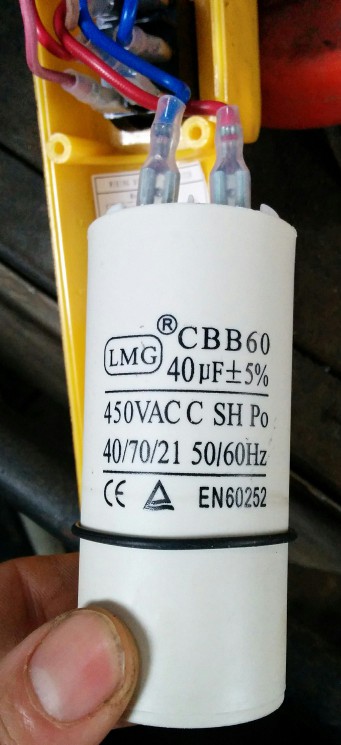 LMG ® CBB60
40µF±5%
450VAC C SH Po
40/70/21 50/60Hz
CE EN60252